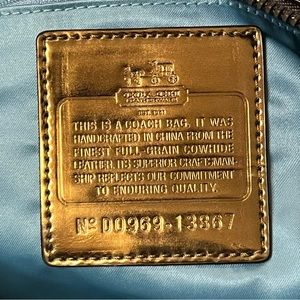 THIS IS A COACH BAG. IT WAS
HANDCRAFTED IN CHINA FROM THE
FINEST FULL-GRAIN COWHIDE
LEATHER. ITS SUPERIOR CRAFTSMAN-
SHIP REFLECTS OUR COMMITMENT
TO ENDURING QUALITY.
Nº D0969-13867